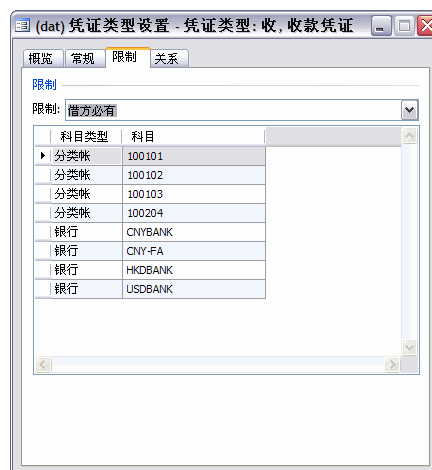 (dat) 凭证类型设置 - 凭证类型: 收, 收款凭证
概览 常规 限制 关系
限制
限制: 借方必有
科目类型 科目
分类帐 100101
分类帐 100102
分类帐 100103
分类帐 100204
银行 CNYBANK
银行 CNY-FA
银行 HKDBANK
银行 USDBANK